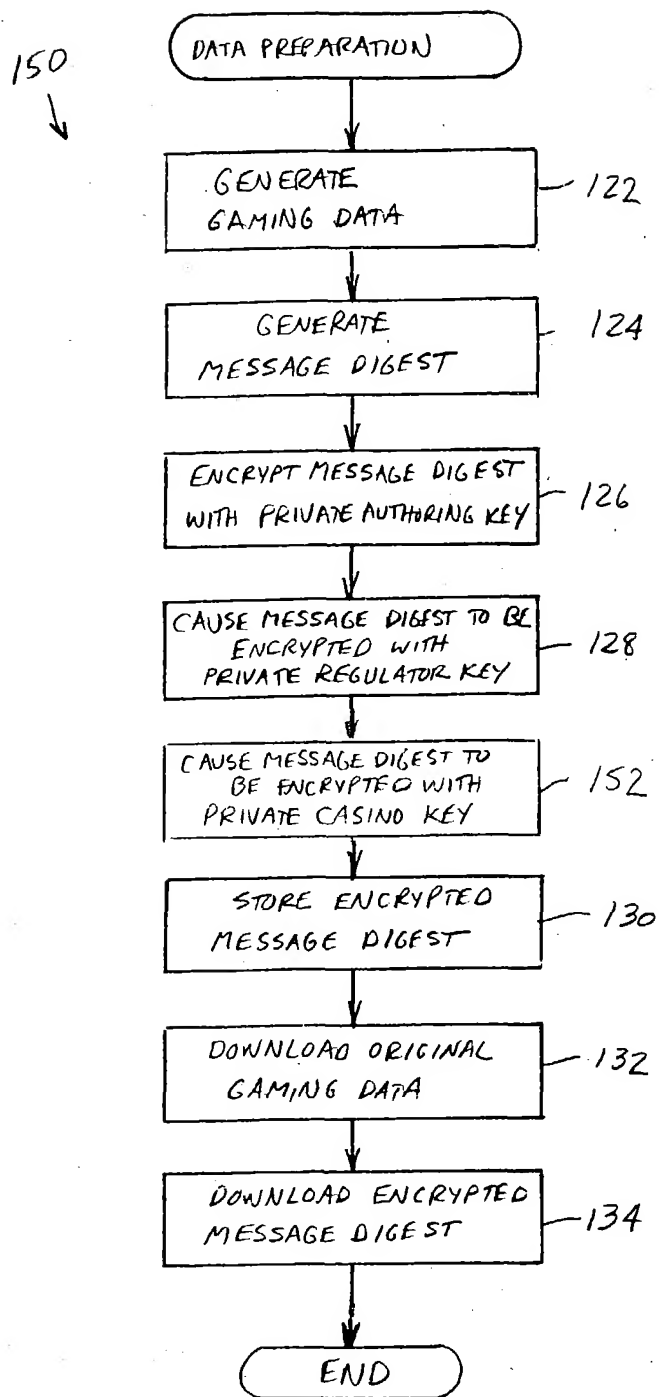 DATA PREPARATION
150
GENERATE
GAMING DATA
122
GENERATE
MESSAGE DIGEST
124
ENCRYPT MESSAGE DIGEST
WITH PRIVATE AUTHORING KEY
126
CAUSE MESSAGE DIGEST TO BE
ENCRYPTED WITH
PRIVATE REGULATOR KEY
128
CAUSE MESSAGE DIGEST TO
BE ENCRYPTED WITH
PRIVATE CASINO KEY
152
STORE ENCRYPTED
MESSAGE DIGEST
130
DOWNLOAD ORIGINAL
GAMING DATA
132
DOWNLOAD ENCRYPTED
MESSAGE DIGEST
134
END